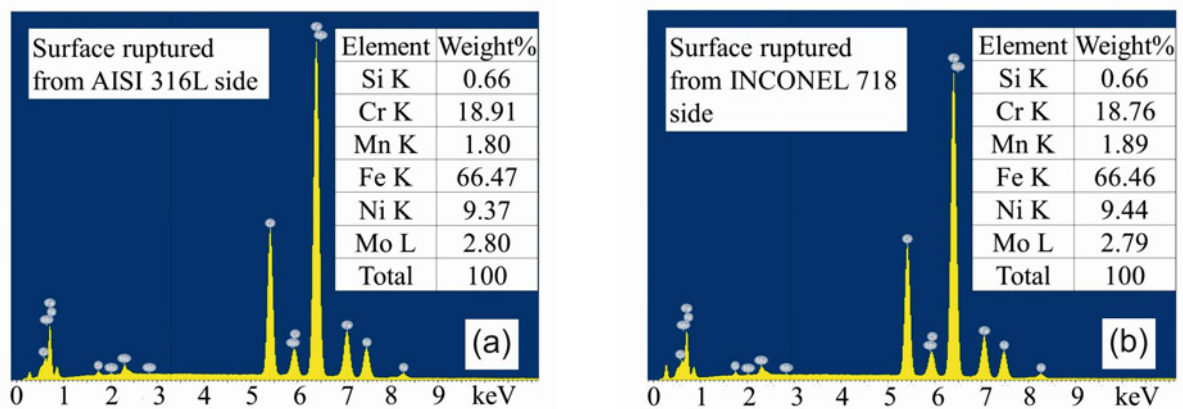 Surface ruptured
from AISI 316L side
Element Weight%
Si K 0.66
Cr K 18.91
Mn K 1.80
Fe K 66.47
Ni K 9.37
Mo L 2.80
Total 100
(a)
0 1 2 3 4 5 6 7 8 9 keV
Surface ruptured
from INCONEL 718
side
Element Weight%
Si K 0.66
Cr K 18.76
Mn K 1.89
Fe K 66.46
Ni K 9.44
Mo L 2.79
Total 100
(b)
0 1 2 3 4 5 6 7 8 9 keV